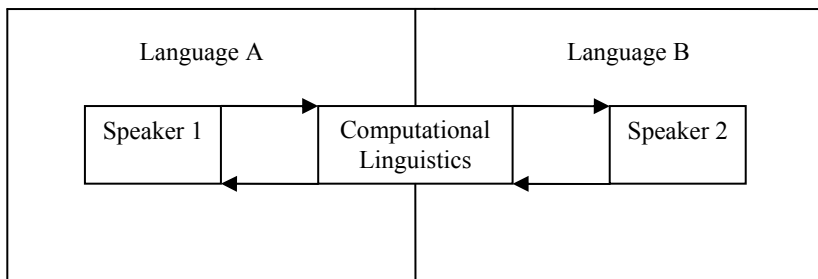 Language A
Language B
Speaker 1
Computational
Linguistics
Speaker 2